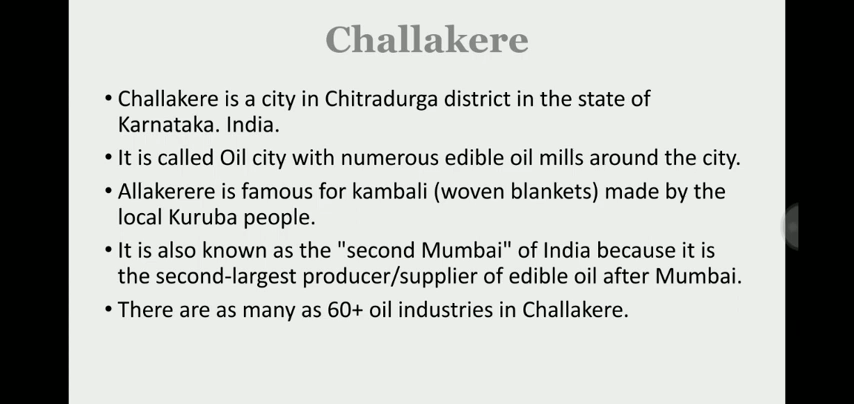 Challakere
• Challakere is a city in Chitradurga district in the state of
Karnataka. India.
• It is called Oil city with numerous edible oil mills around the city.
• Allakerere is famous for kambali (woven blankets) made by the
local Kuruba people.
• It is also known as the "second Mumbai" of India because it is
the second-largest producer/supplier of edible oil after Mumbai.
• There are as many as 60+ oil industries in Challakere.